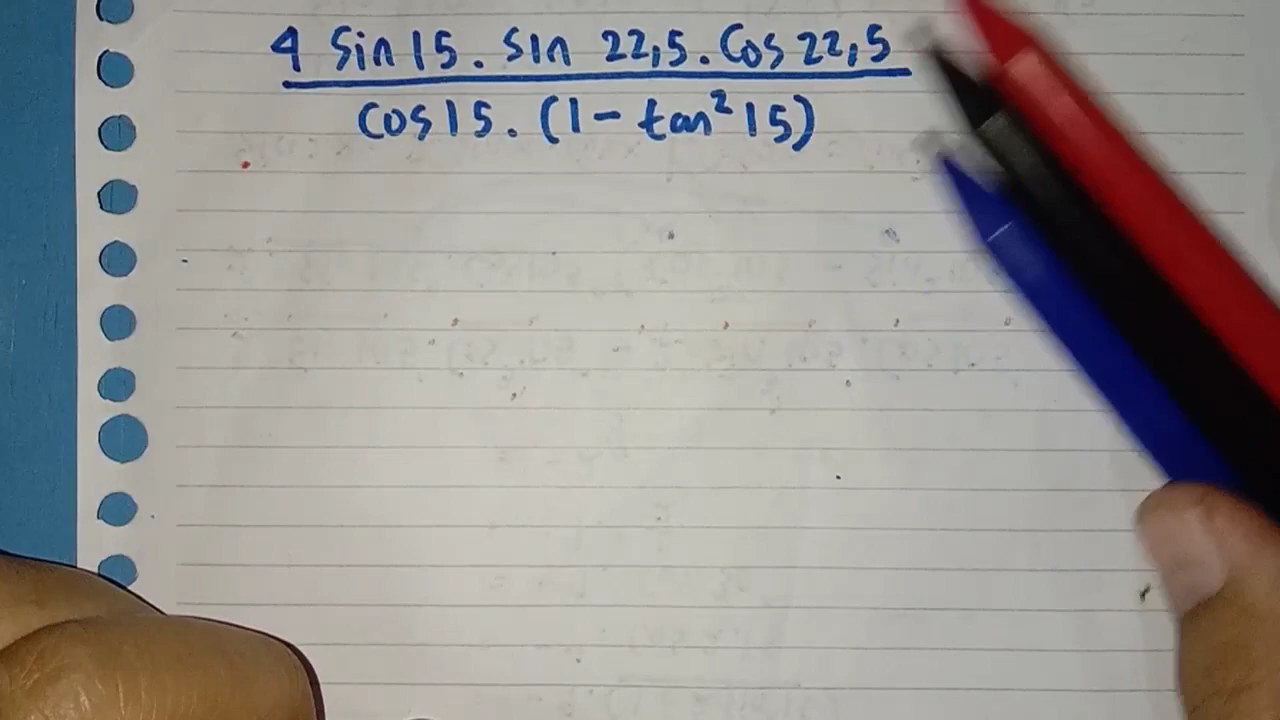 4 Sin 15 . Sin 22,5 . Cos 22,5
Cos 15 . (1 - tan² 15)